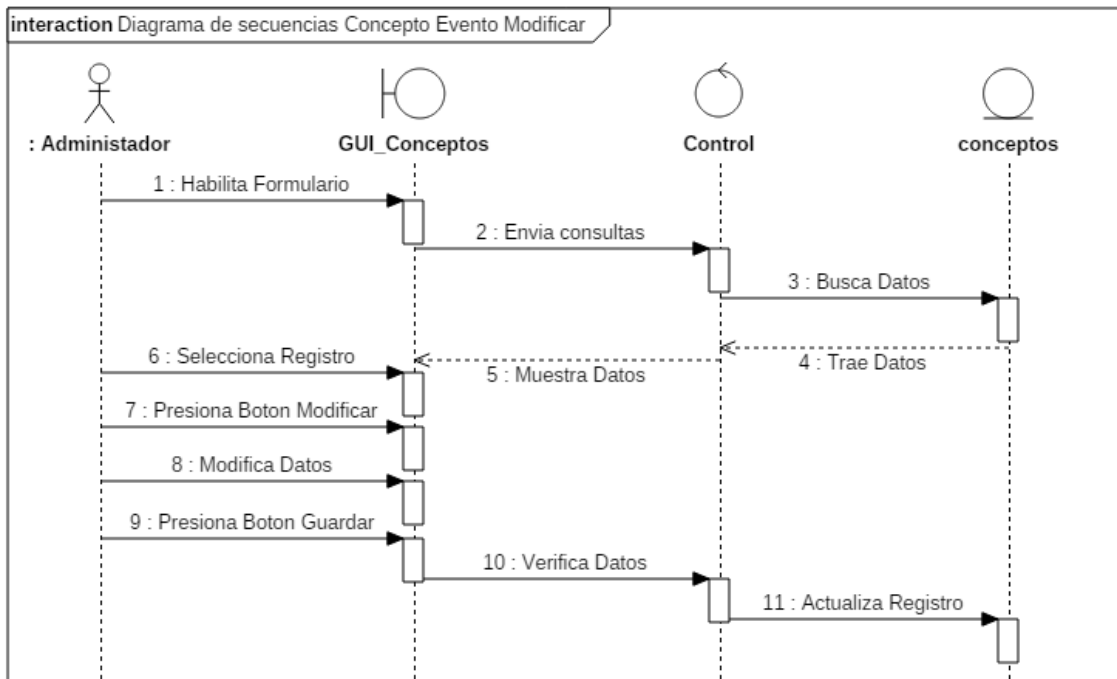 interaction Diagrama de secuencias Concepto Evento Modificar
: Administador
GUI_Conceptos
Control
conceptos
1 : Habilita Formulario
2 : Envia consultas
3 : Busca Datos
4 : Trae Datos
5 : Muestra Datos
6 : Selecciona Registro
7 : Presiona Boton Modificar
8 : Modifica Datos
9 : Presiona Boton Guardar
10 : Verifica Datos
11 : Actualiza Registro